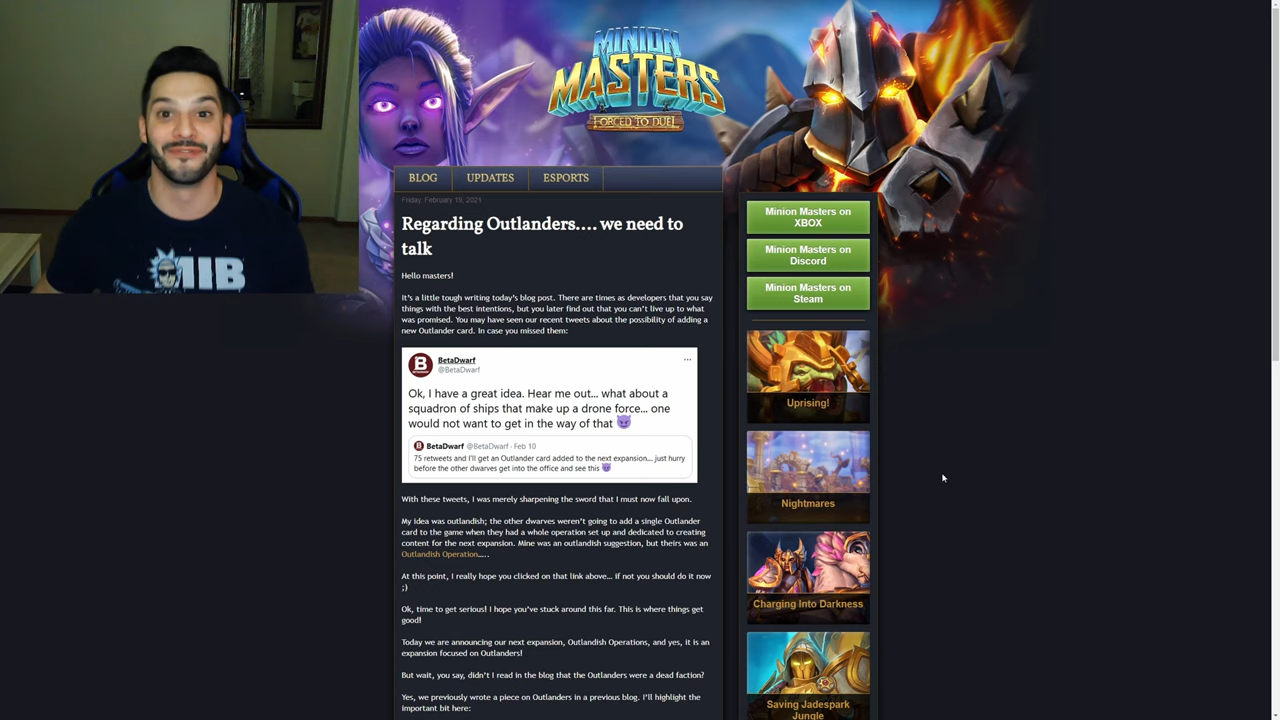 MINION
MASTERS
FORCED TO DUEL
BLOG
UPDATES
ESPORTS
Friday, February 19, 2021
Regarding Outlanders.... we need to
talk
Hello masters!
It's a little tough writing today's blog post. There are times as developers that you say
things with the best intentions, but you later find out that you can't live up to what
was promised. You may have seen our recent tweets about the possibility of adding a
new Outlander card. In case you missed them:
BetaDwarf
@BetaDwarf
Ok, I have a great idea. Hear me out... what about a
squadron of ships that make up a drone force... one
would not want to get in the way of that 😈
BetaDwarf @BetaDwarf · Feb 10
75 retweets and I'll get an Outlander card added to the next expansion... just hurry
before the other dwarves get into the office and see this 😈
With these tweets, I was merely sharpening the sword that I must now fall upon.
My idea was outlandish; the other dwarves weren't going to add a single Outlander
card to the game when they had a whole operation set up and dedicated to creating
content for the next expansion. Mine was an outlandish suggestion, but theirs was an
Outlandish Operation.....
At this point, I really hope you clicked on that link above... if not you should do it now
;)
Ok, time to get serious! I hope you've stuck around this far. This is where things get
good!
Today we are announcing our next expansion, Outlandish Operations, and yes, it is an
expansion focused on Outlanders!
But wait, you say, didn't I read in the blog that the Outlanders were a dead faction?
Yes, we previously wrote a piece on Outlanders in a previous blog. I'll highlight the
important bit here:
Minion Masters on
XBOX
Minion Masters on
Discord
Minion Masters on
Steam
Uprising!
Nightmares
Charging Into Darkness
Saving Jadespark
Jungle
MIB